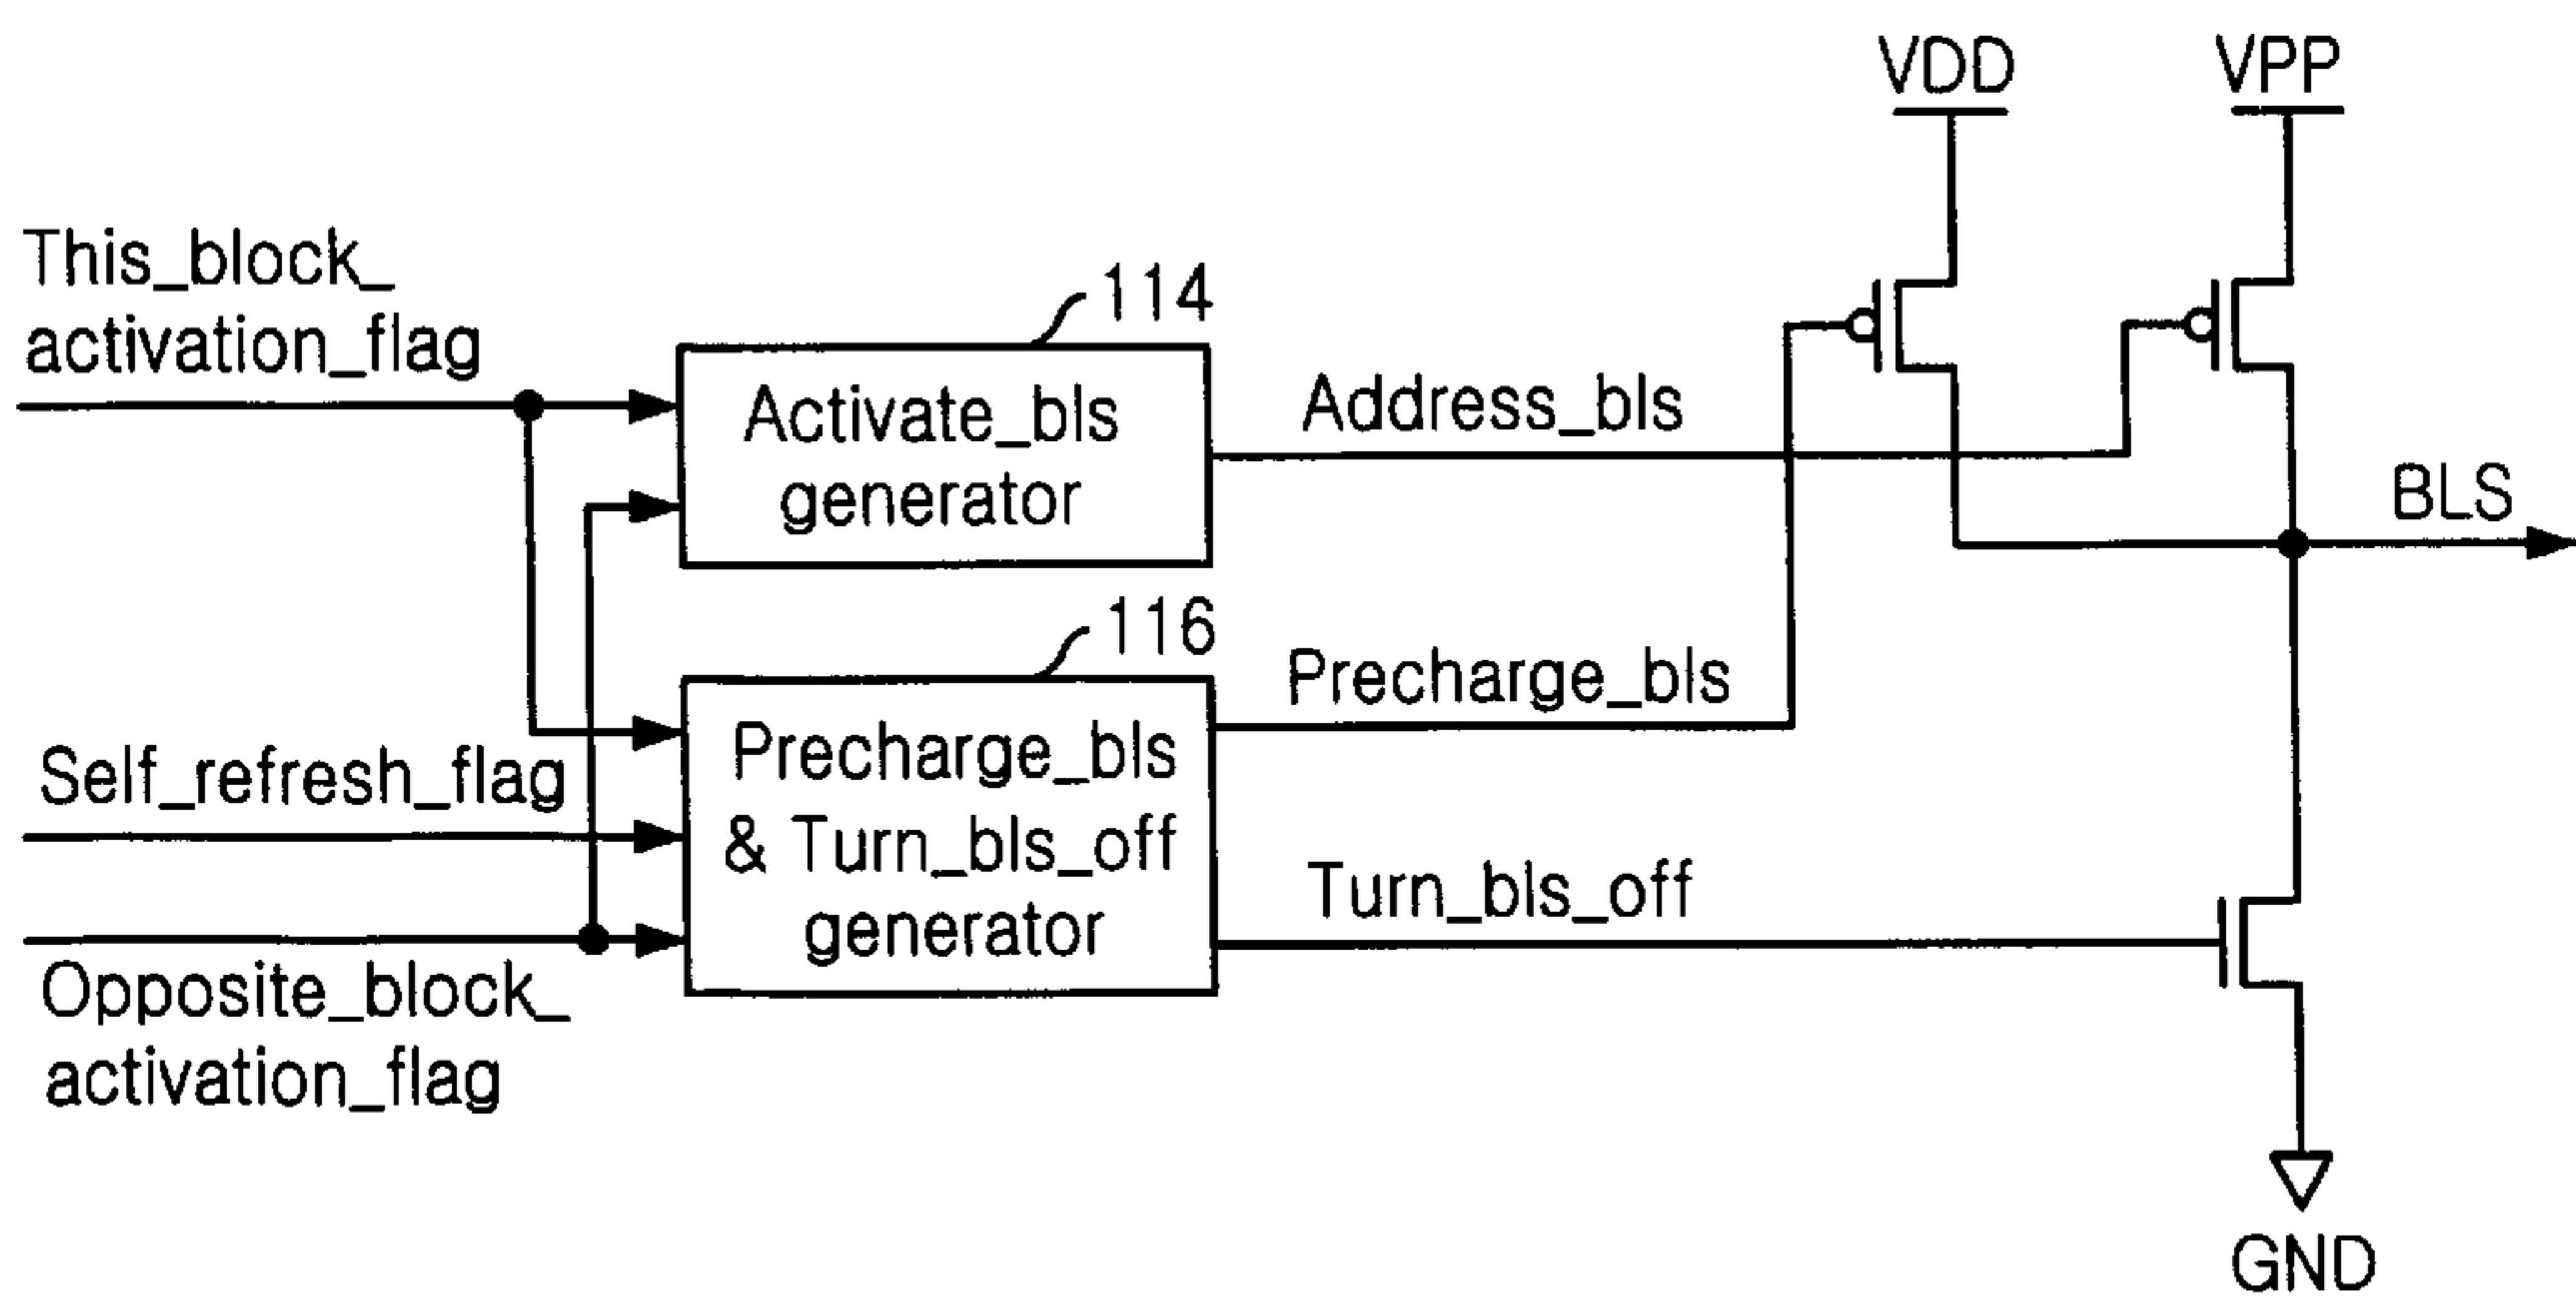 VDD
VPP
This_block_
activation_flag
114
Activate_bls
generator
Address_bls
BLS
116
Precharge_bls
& Turn_bls_off
generator
Precharge_bls
Self_refresh_flag
Turn_bls_off
Opposite_block_
activation_flag
GND